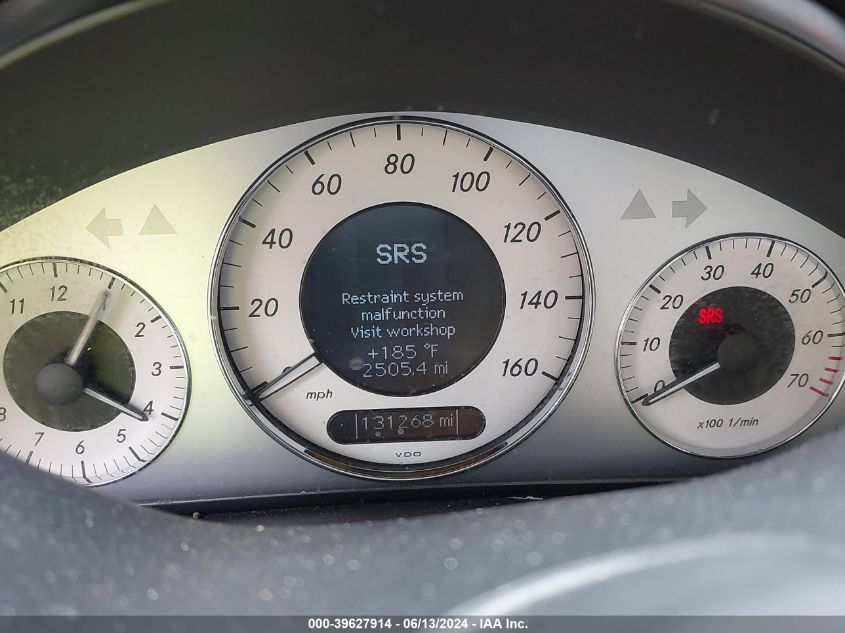 80
60
100
40
120
20
140
0
160
SRS
Restraint system
malfunction
Visit workshop
+185 °F
2505.4 mi
mph
131268 mi
VDO
11
12
2
3
4
5
6
7
8
0
10
20
30
40
50
60
70
SRS
x100 1/min
000-39627914 - 06/13/2024 - IAA Inc.